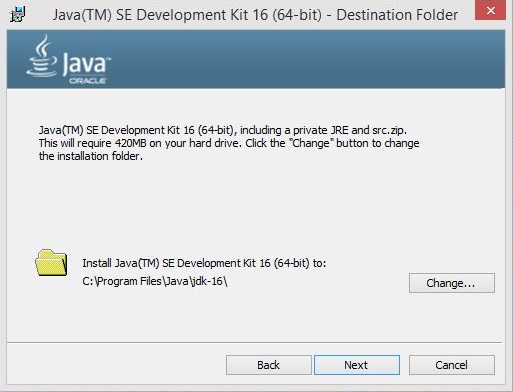 Java(TM) SE Development Kit 16 (64-bit) - Destination Folder
Java™
ORACLE
Java(TM) SE Development Kit 16 (64-bit), including a private JRE and src.zip.
This will require 420MB on your hard drive. Click the "Change" button to change
the installation folder.
Install Java(TM) SE Development Kit 16 (64-bit) to:
C:\Program Files\Java\jdk-16\
Change...
Back
Next
Cancel